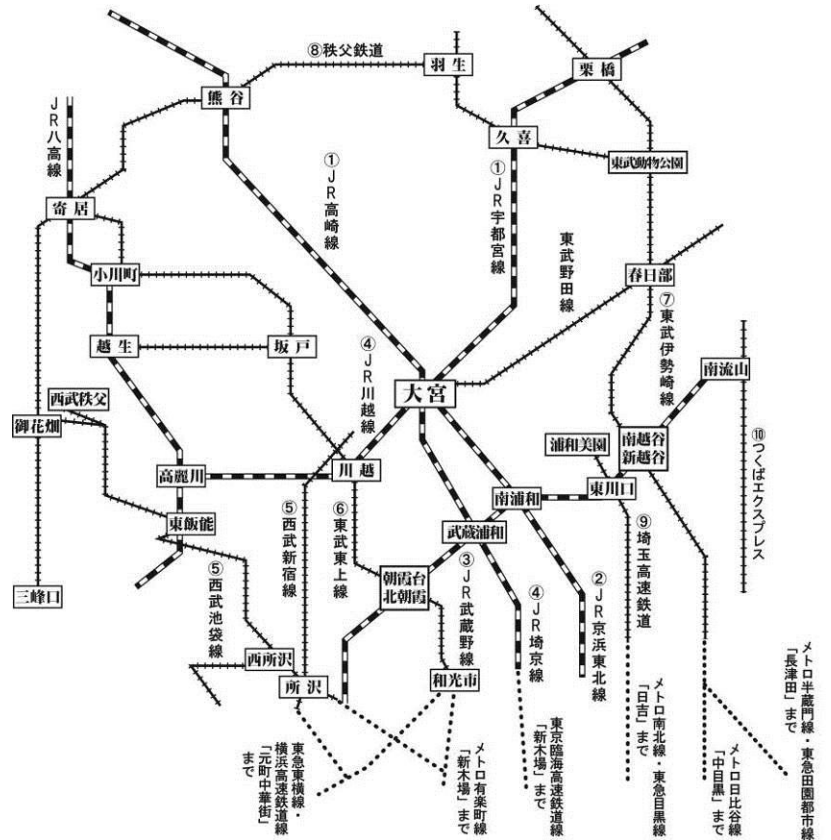 ⑧秩父鉄道
羽生
栗橋
熊谷
JR八高線
久喜
東武動物公園
①JR高崎線
①JR宇都宮線
寄居
東武野田線
小川町
春日部
⑦東武伊勢崎線
越生
坂戸
④JR川越線
大宮
南流山
西武秩父
御花畑
浦和美園
南越谷
新越谷
⑩つくばエクスプレス
高麗川
川越
東川口
南浦和
⑤西武新宿線
⑥東武東上線
東飯能
武蔵浦和
⑨埼玉高速鉄道
三峰口
⑤西武池袋線
朝霞台
北朝霞
③JR武蔵野線
④JR埼京線
②JR京浜東北線
西所沢
所沢
和光市
東急東横線・
横浜高速鉄道線
「元町中華街」
まで
メトロ有楽町線
「新木場」まで
東京臨海高速鉄道線
「新木場」まで
メトロ南北線・東急目黒線
「日吉」まで
メトロ日比谷線
「中目黒」まで
メトロ半蔵門線・東急田園都市線
「長津田」まで